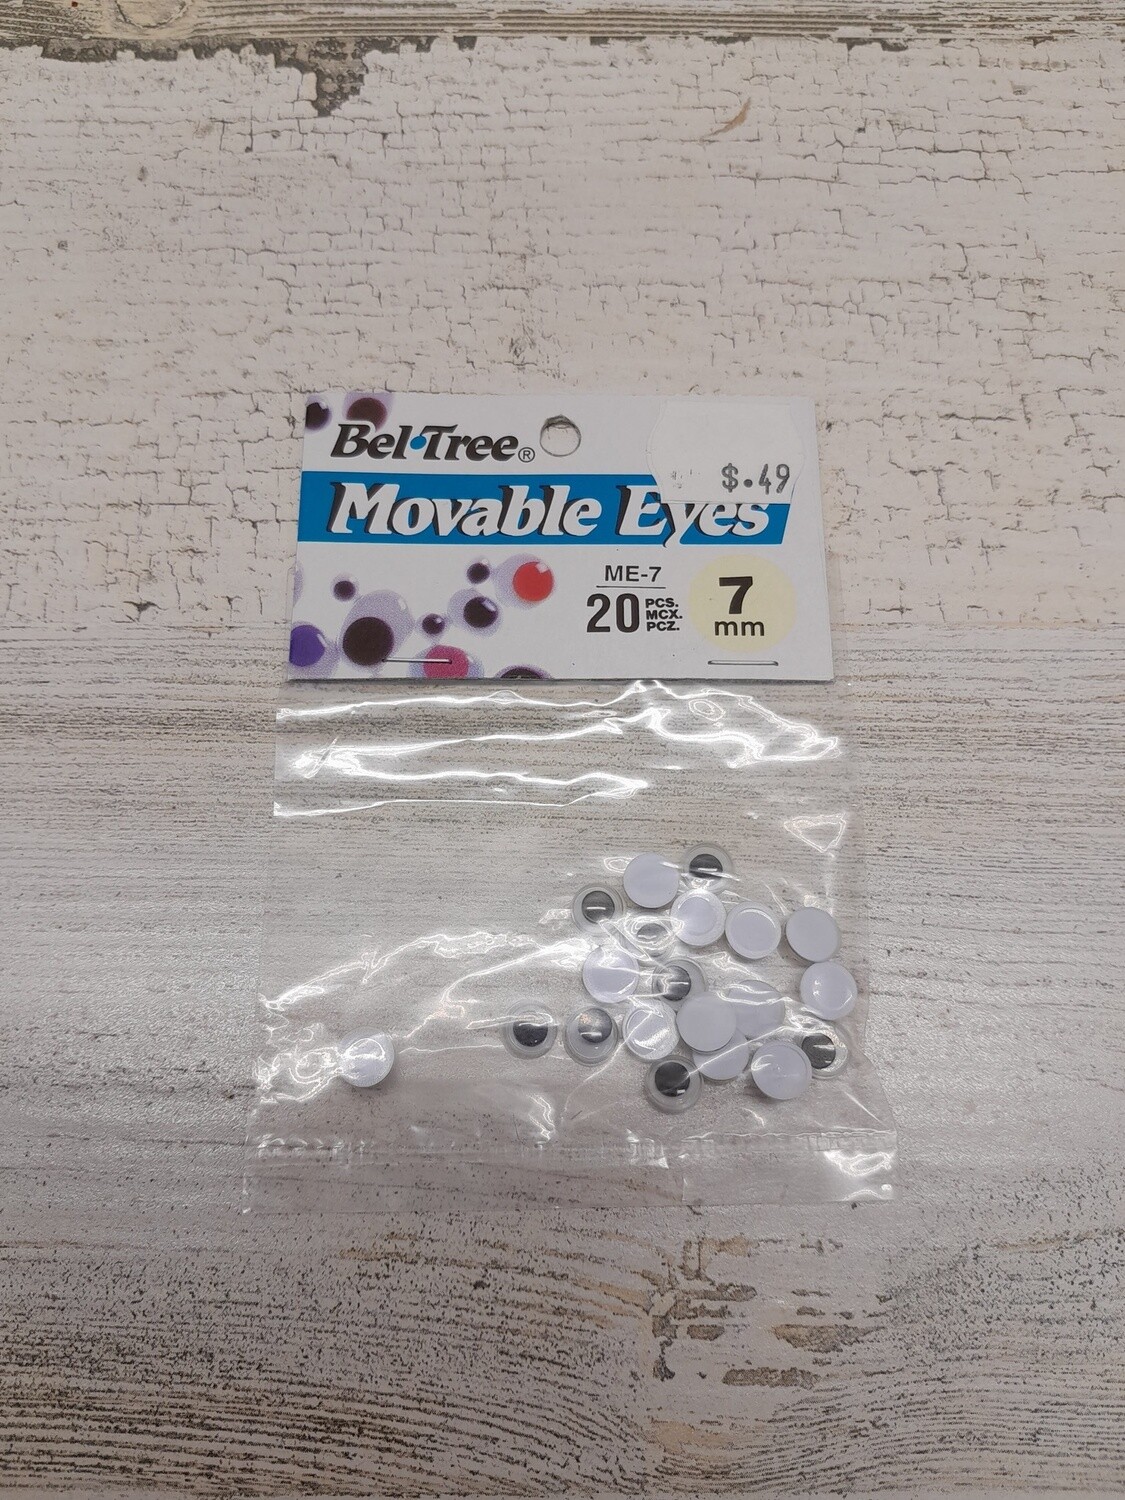 Bel•Tree®
$.49
Movable Eyes
ME-7
20 PCS.
MCX.
PCZ.
7
mm